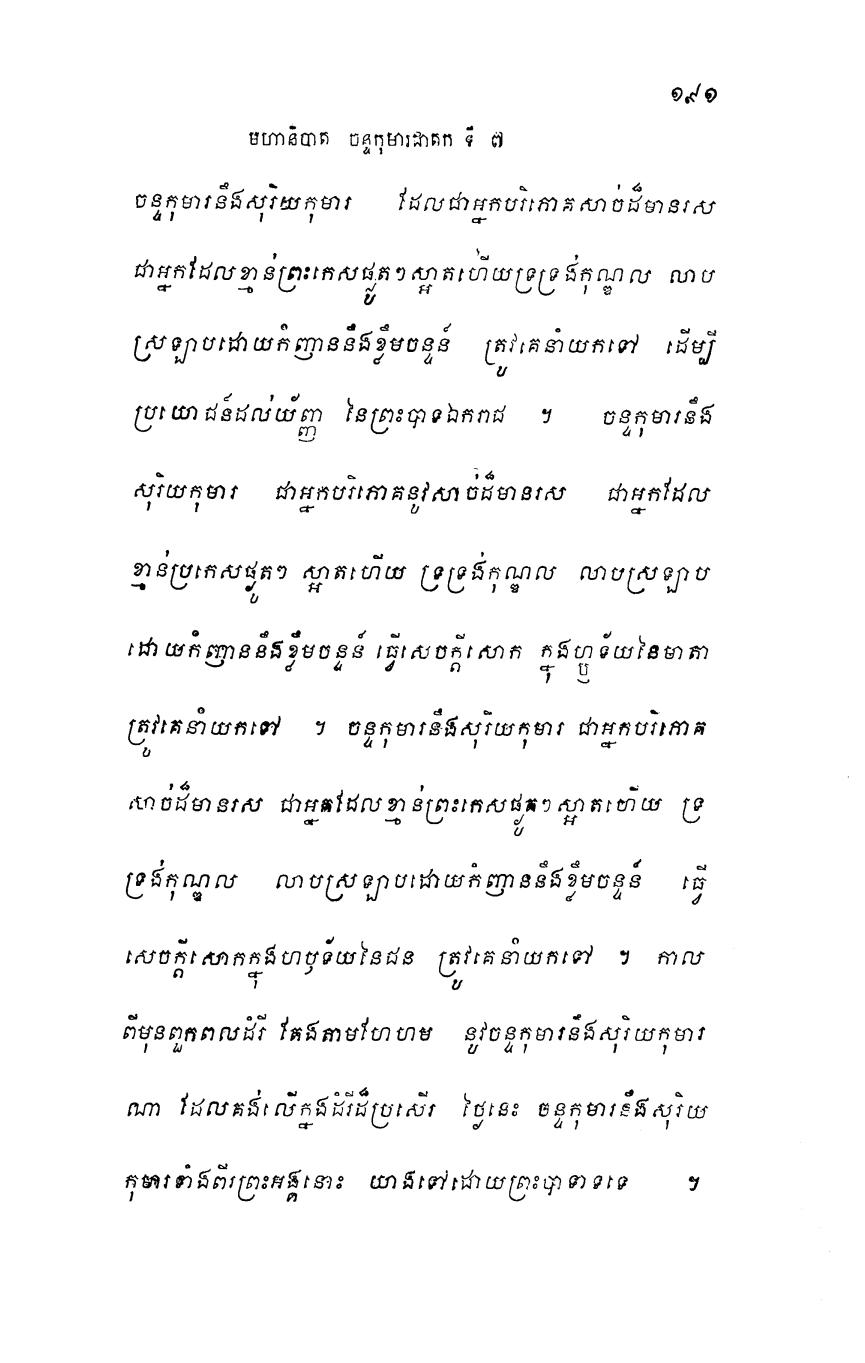 ១៩១
មហានិបាត ចន្ទកុមារជាតក ទី ៧
ចន្ទកុមារនឹងសុរិយកុមារ ដែលជាអ្នកបរិភោគសាច់ដ៏មានរស
ជាអ្នកដែលខ្មាន់ព្រះកេសផ្លូតៗស្អាតហើយទ្រទ្រង់កុណ្ឌល លាប
ស្រឡាបដោយកំញាននឹងខ្លឹមចន្ទន៍ ត្រូវគេនាំយកទៅ ដើម្បី
ប្រយោជន៍ដល់យ័ញ្ញ នៃព្រះបាទឯករាជ ។ ចន្ទកុមារនឹង
សុរិយកុមារ ជាអ្នកបរិភោគនូវសាច់ដ៏មានរស ជាអ្នកដែល
ខ្មាន់ប្រកេសផ្លូតៗ ស្អាតហើយ ទ្រទ្រង់កុណ្ឌល លាបស្រឡាប
ដោយកំញាននឹងខ្លឹមចន្ទន៍ ធ្វើសេចក្តីសោក ក្នុងហ្ឫទ័យនៃមាតា
ត្រូវគេនាំយកទៅ ។ ចន្ទកុមារនឹងសុរិយកុមារ ជាអ្នកបរិភោគ
សាច់ដ៏មានរស ជាអ្នកដែលខ្មាន់ព្រះកេសផ្លូតៗស្អាតហើយ ទ្រ
ទ្រង់កុណ្ឌល លាបស្រឡាបដោយកំញាននឹងខ្លឹមចន្ទន៍ ធ្វើ
សេចក្តីសោកក្នុងហឫទ័យនៃជន ត្រូវគេនាំយកទៅ ។ កាល
ពីមុនពួកពលដំរី តែងតាមហែហម នូវចន្ទកុមារនឹងសុរិយកុមារ
ណា ដែលគង់លើក្នុងដំរីដ៏ប្រសើរ ថ្ងៃនេះ ចន្ទកុមារនឹងសុរិយ
កុមារទាំងពីរព្រះអង្គនោះ យាងទៅដោយព្រះបាទាទទេ ។